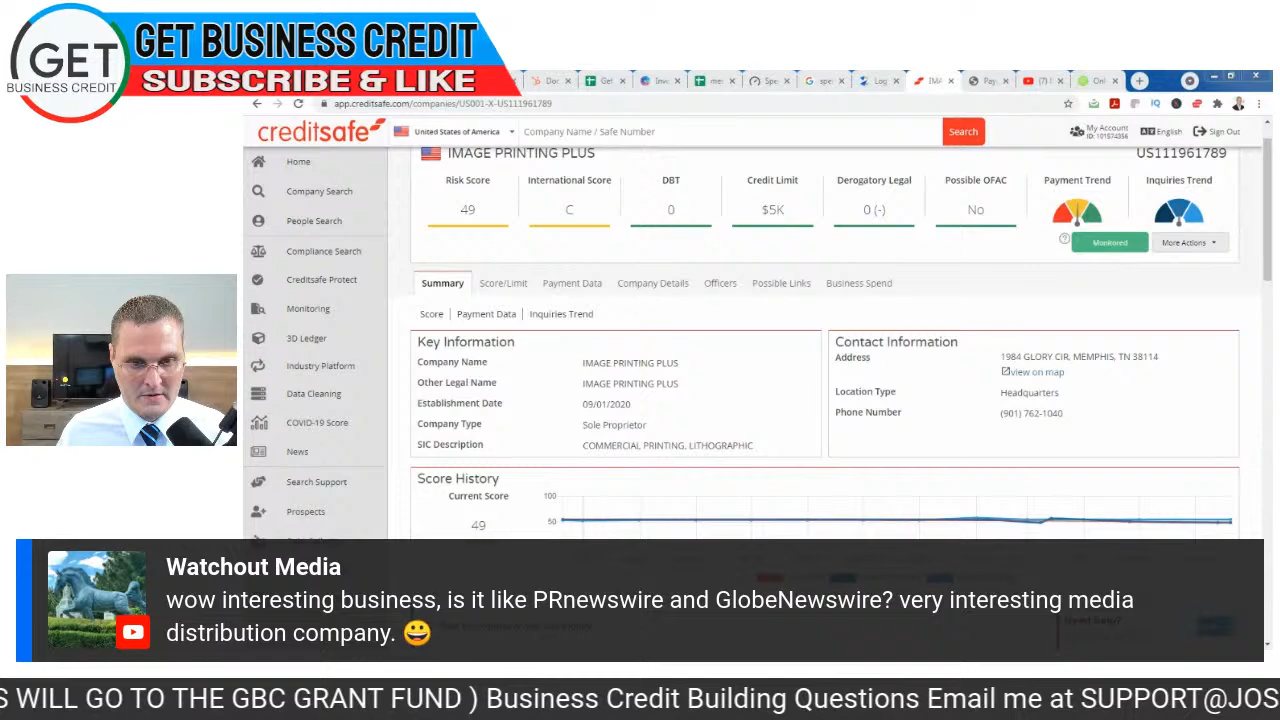 GET
BUSINESS CREDIT
GET BUSINESS CREDIT
SUBSCRIBE & LIKE
app.creditsafe.com/companies/US001-X-US111961789
creditsafe
United States of America
Company Name / Safe Number
Search
My Account
ID: 101574356
English
Sign Out
Home
Company Search
People Search
Compliance Search
Creditsafe Protect
Monitoring
3D Ledger
Industry Platform
Data Cleaning
COVID-19 Score
News
Search Support
Prospects
IMAGE PRINTING PLUS
US111961789
Risk Score
International Score
DBT
Credit Limit
Derogatory Legal
Possible OFAC
Payment Trend
Inquiries Trend
49
C
0
$5K
0 (-)
No
Monitored
More Actions
Summary
Score/Limit
Payment Data
Company Details
Officers
Possible Links
Business Spend
Score
Payment Data
Inquiries Trend
Key Information
Company Name IMAGE PRINTING PLUS
Other Legal Name IMAGE PRINTING PLUS
Establishment Date 09/01/2020
Company Type Sole Proprietor
SIC Description COMMERCIAL PRINTING, LITHOGRAPHIC
Contact Information
Address 1984 GLORY CIR, MEMPHIS, TN 38114
view on map
Location Type Headquarters
Phone Number (901) 762-1040
Score History
Current Score
49
100
50
Watchout Media
wow interesting business, is it like PRnewswire and GlobeNewswire? very interesting media
distribution company. 😀
S WILL GO TO THE GBC GRANT FUND ) Business Credit Building Questions Email me at SUPPORT@JOS